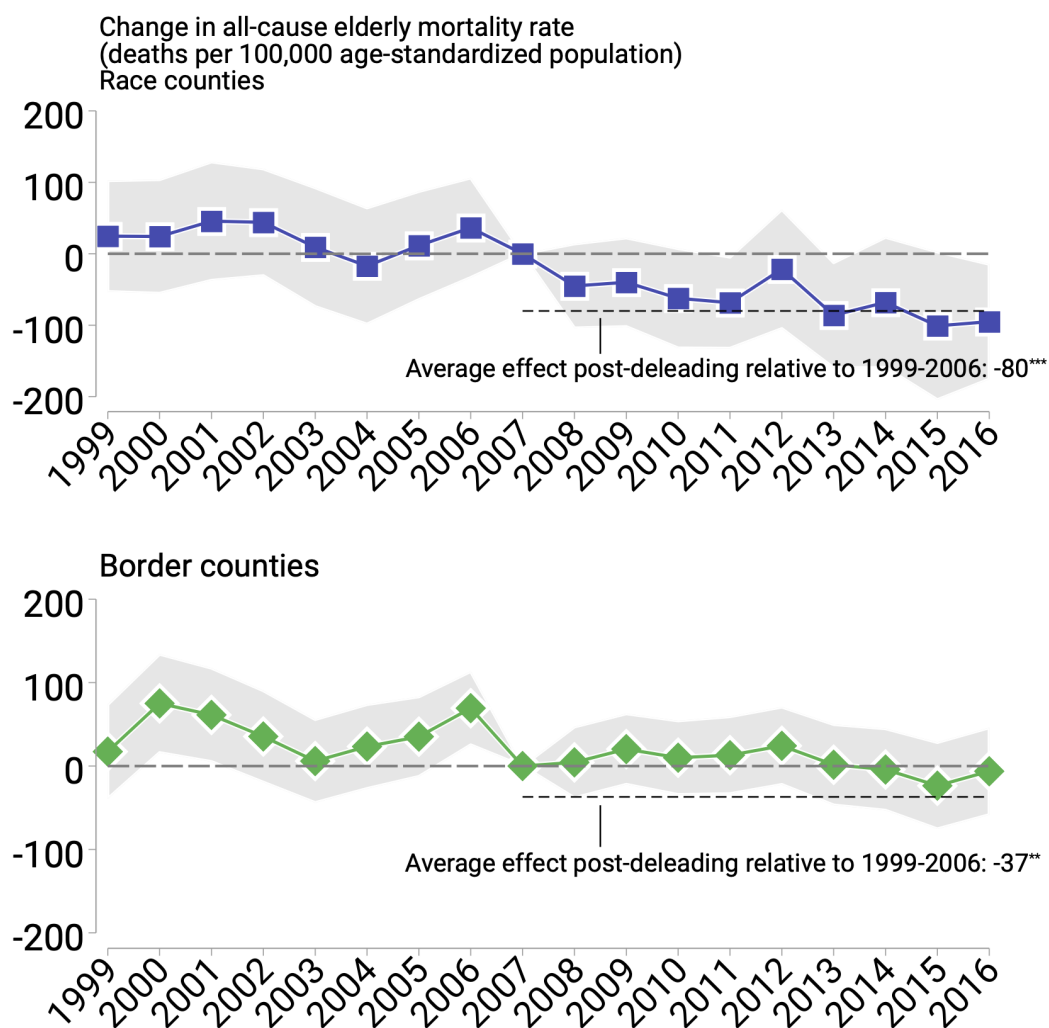 Change in all-cause elderly mortality rate
(deaths per 100,000 age-standardized population)
Race counties
200
100
0
-100
-200
Average effect post-deleading relative to 1999-2006: -80***
1999 2000 2001 2002 2003 2004 2005 2006 2007 2008 2009 2010 2011 2012 2013 2014 2015 2016
Border counties
200
100
0
-100
-200
Average effect post-deleading relative to 1999-2006: -37**
1999 2000 2001 2002 2003 2004 2005 2006 2007 2008 2009 2010 2011 2012 2013 2014 2015 2016